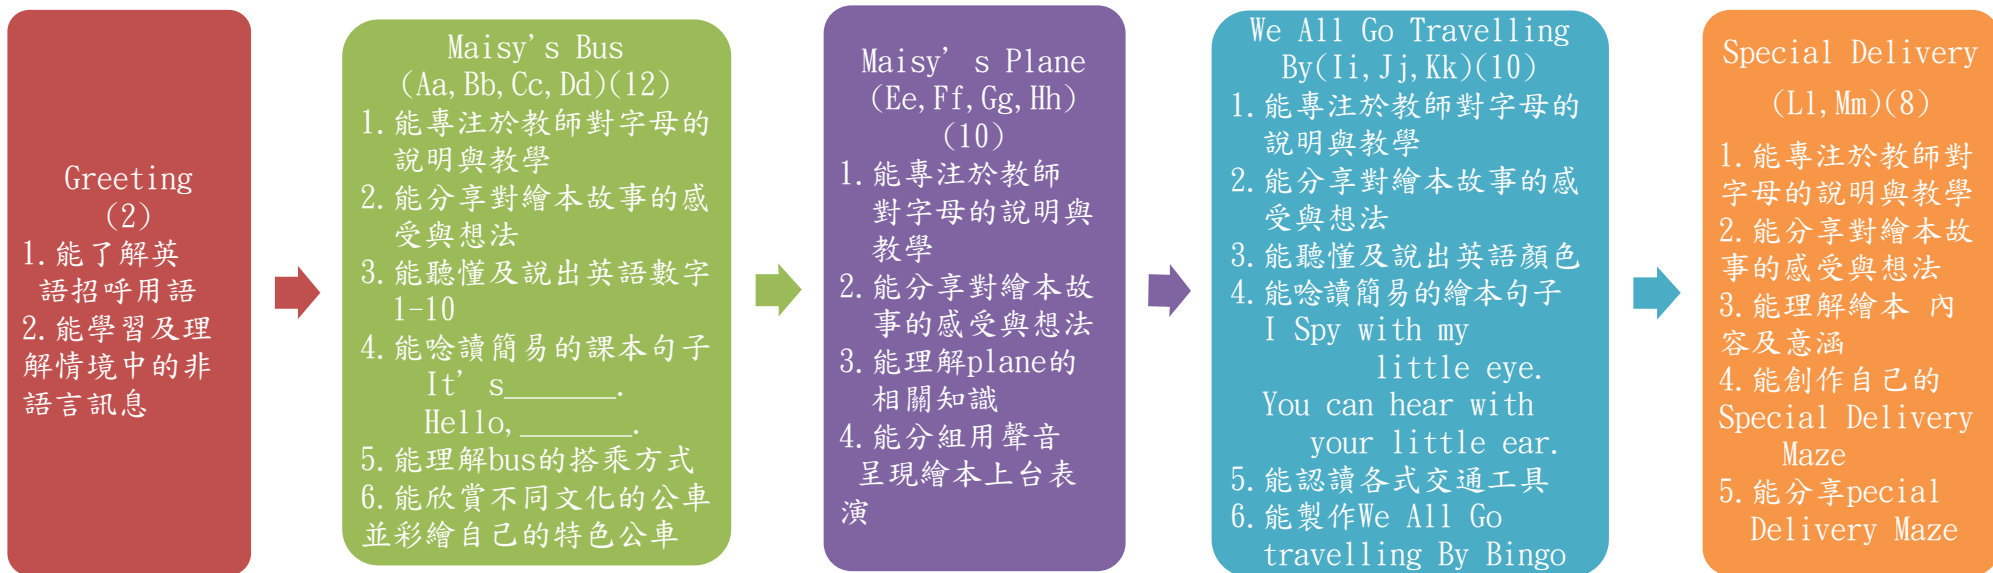 Greeting
(2)
1.能了解英
語招呼用語
2.能學習及理
解情境中的非
語言訊息
Maisy's Bus
(Aa,Bb,Cc,Dd)(12)
1.能專注於教師對字母的
說明與教學
2.能分享對繪本故事的感
受與想法
3.能聽懂及說出英語數字
1-10
4.能唸讀簡易的課本句子
It's_______.
Hello,_______.
5.能理解bus的搭乘方式
6.能欣賞不同文化的公車
並彩繪自己的特色公車
Maisy's Plane
(Ee,Ff,Gg,Hh)
(10)
1.能專注於教師
對字母的說明與
教學
2.能分享對繪本故
事的感受與想法
3.能理解plane的
相關知識
4.能分組用聲音
呈現繪本上台表
演
We All Go Travelling
By(Ii,Jj,Kk)(10)
1.能專注於教師對字母的
說明與教學
2.能分享對繪本故事的感
受與想法
3.能聽懂及說出英語顏色
4.能唸讀簡易的繪本句子
I Spy with my
little eye.
You can hear with
your little ear.
5.能認讀各式交通工具
6.能製作We All Go
travelling By Bingo
Special Delivery
(Ll,Mm)(8)
1.能專注於教師對
字母的說明與教學
2.能分享對繪本故
事的感受與想法
3.能理解繪本 內
容及意涵
4.能創作自己的
Special Delivery
Maze
5.能分享pecial
Delivery Maze